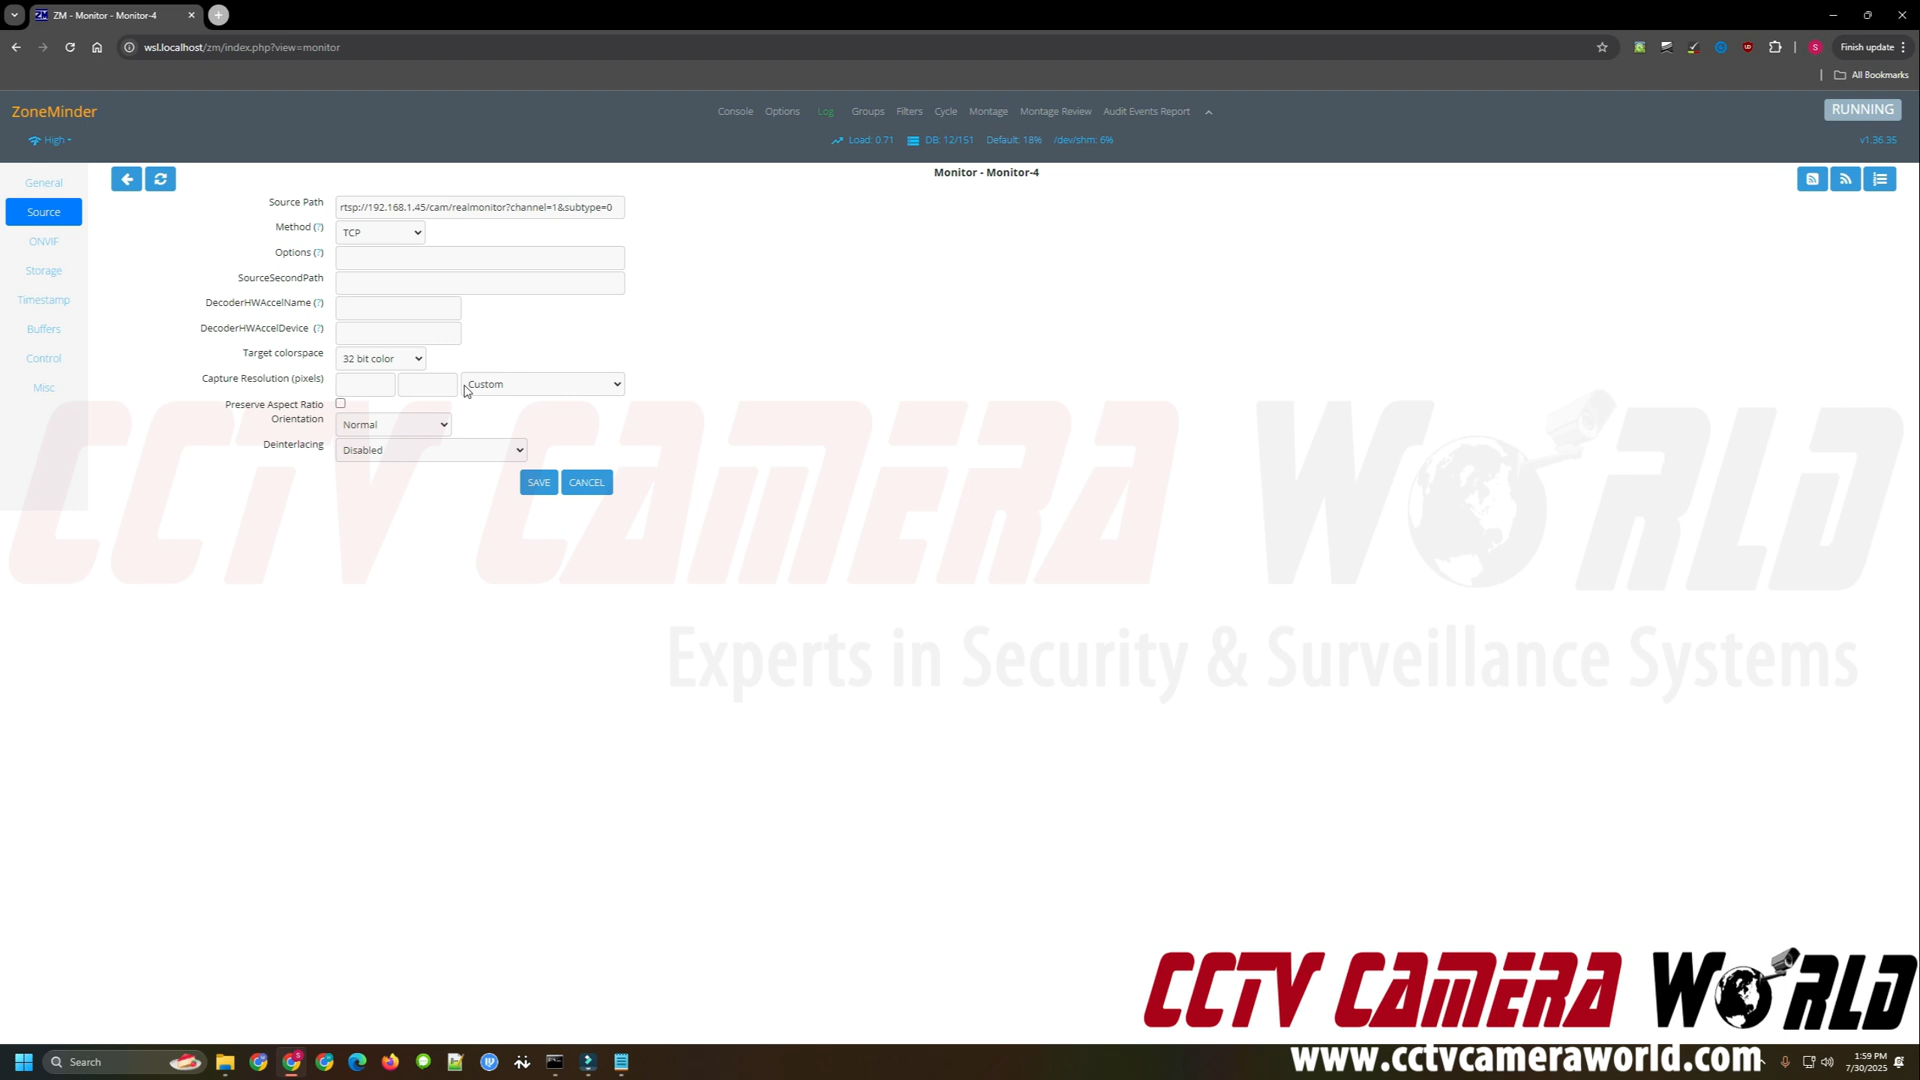 ZM - Monitor - Monitor-4
wsl.localhost/zm/index.php?view=monitor
Finish update
All Bookmarks
ZoneMinder
Console Options Log Groups Filters Cycle Montage Montage Review Audit Events Report
RUNNING
High
Load: 0.71 DB: 12/151 Default: 18% /dev/shm: 6%
v1.36.35
Monitor - Monitor-4
General
Source
ONVIF
Storage
Timestamp
Buffers
Control
Misc
Source Path rtsp://192.168.1.45/cam/realmonitor?channel=1&subtype=0
Method (?) TCP
Options (?)
SourceSecondPath
DecoderHWAccelName (?)
DecoderHWAccelDevice (?)
Target colorspace 32 bit color
Capture Resolution (pixels) Custom
Preserve Aspect Ratio
Orientation Normal
Deinterlacing Disabled
SAVE CANCEL
CCTV CAMERA WORLD
Experts in Security & Surveillance Systems
CCTV CAMERA WORLD
www.cctvcameraworld.com
Search
1:59 PM
7/30/2025